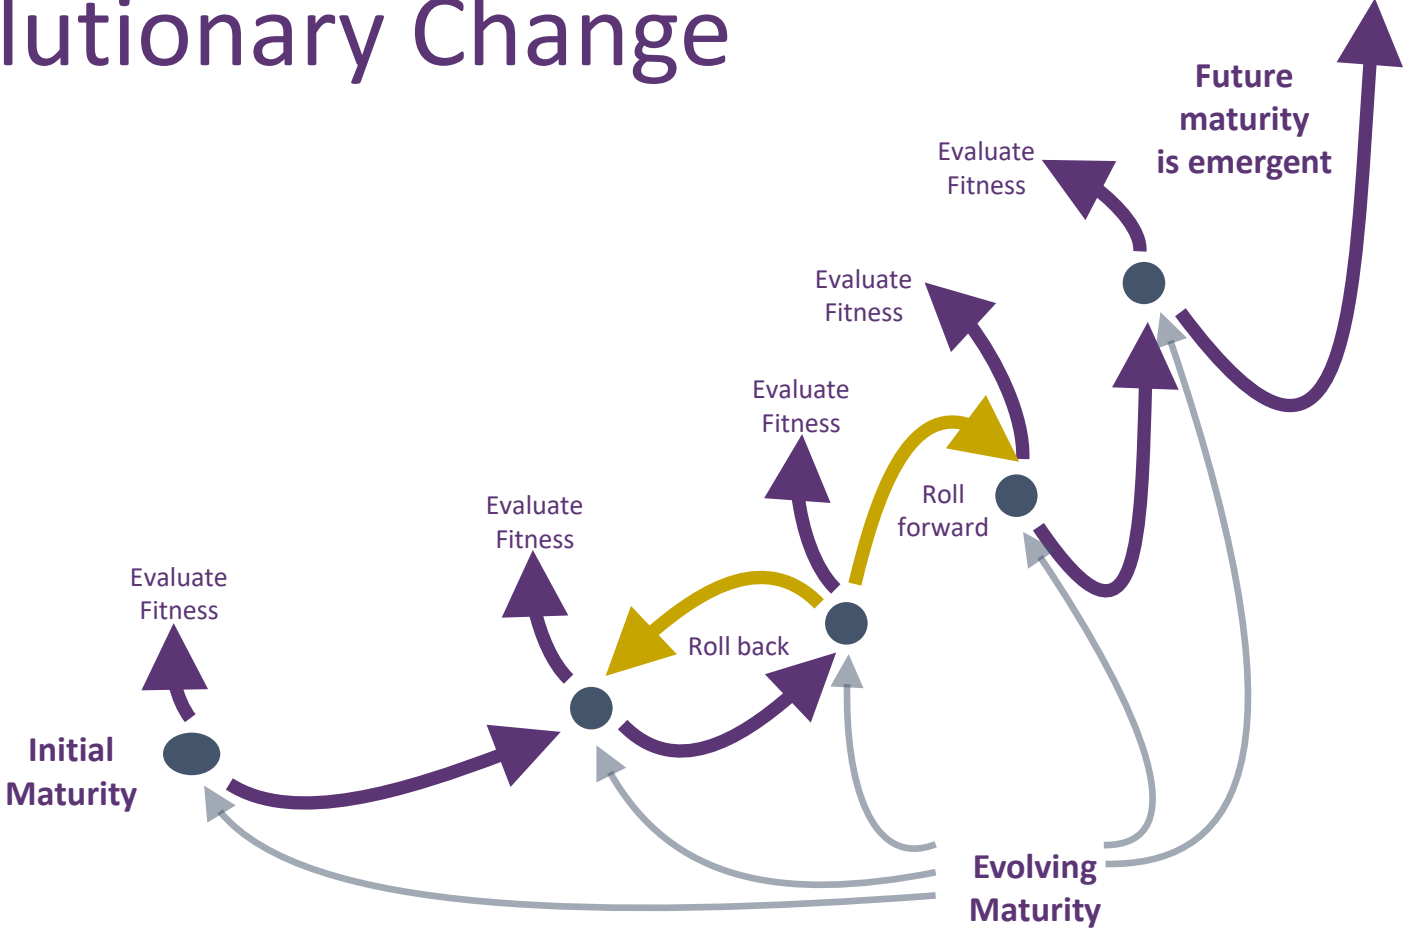 lutionary Change
Future
maturity
is emergent
Evaluate
Fitness
Evaluate
Fitness
Evaluate
Fitness
Roll
forward
Evaluate
Fitness
Evaluate
Fitness
Roll back
Initial
Maturity
Evolving
Maturity